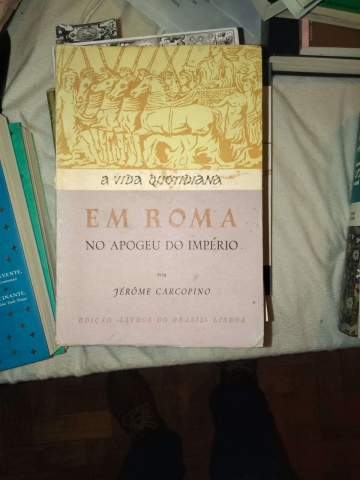 A VIDA QUOTIDIANA
EM ROMA
NO APOGEU DO IMPÉRIO
POR
JÉRÔME CARCOPINO
EDIÇÃO «LIVROS DO BRASIL» LISBOA